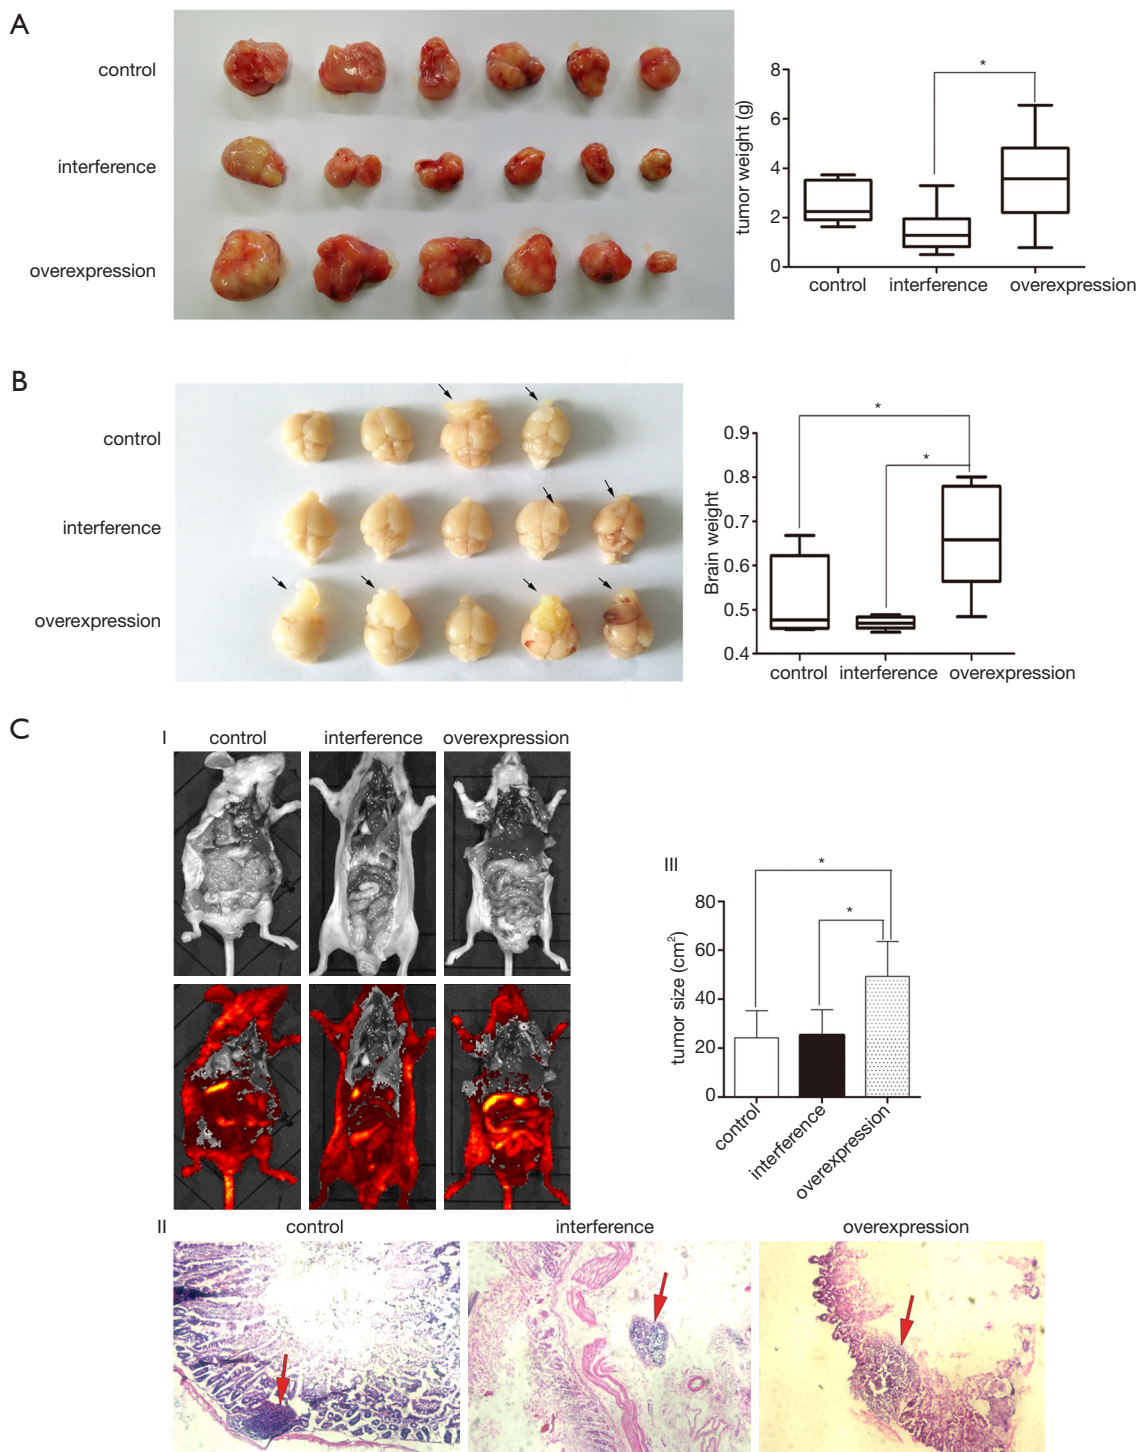 A
control
interference
overexpression
tumor weight (g)
8
6
4
2
0
*
control
interference
overexpression
B
control
interference
overexpression
Brain weight
0.9
0.8
0.7
0.6
0.5
0.4
*
*
control
interference
overexpression
C
I
control
interference
overexpression
III
tumor size (cm²)
80
60
40
20
0
*
*
control
interference
overexpression
II
control
interference
overexpression